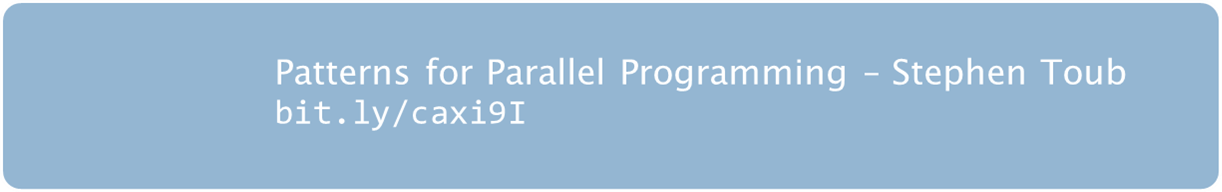 Patterns for Parallel Programming – Stephen Toub
bit.ly/caxi9I